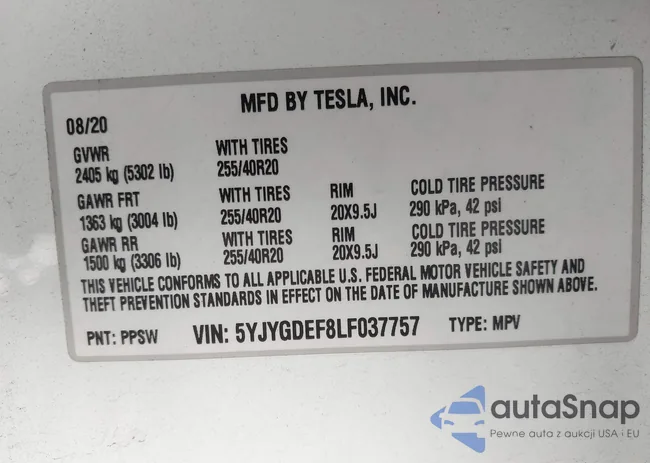 MFD BY TESLA, INC.
08/20
GVWR WITH TIRES
2405 kg (5302 lb) 255/40R20
GAWR FRT WITH TIRES RIM COLD TIRE PRESSURE
1363 kg (3004 lb) 255/40R20 20X9.5J 290 kPa, 42 psi
GAWR RR WITH TIRES RIM COLD TIRE PRESSURE
1500 kg (3306 lb) 255/40R20 20X9.5J 290 kPa, 42 psi
THIS VEHICLE CONFORMS TO ALL APPLICABLE U.S. FEDERAL MOTOR VEHICLE SAFETY AND
THEFT PREVENTION STANDARDS IN EFFECT ON THE DATE OF MANUFACTURE SHOWN ABOVE.
PNT: PPSW VIN: 5YJYGDEF8LF037757 TYPE: MPV
autaSnap
Pewne auta z aukcji USA i EU